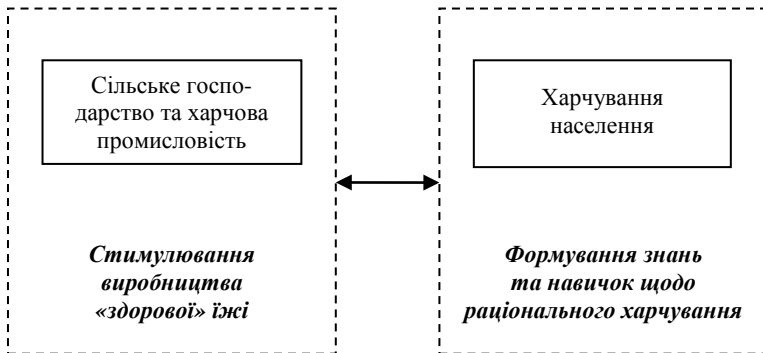 Сільське госпо-
дарство та харчова
промисловість
Стимулювання
виробництва
«здорової» їжі
Харчування
населення
Формування знань
та навичок щодо
раціонального харчування